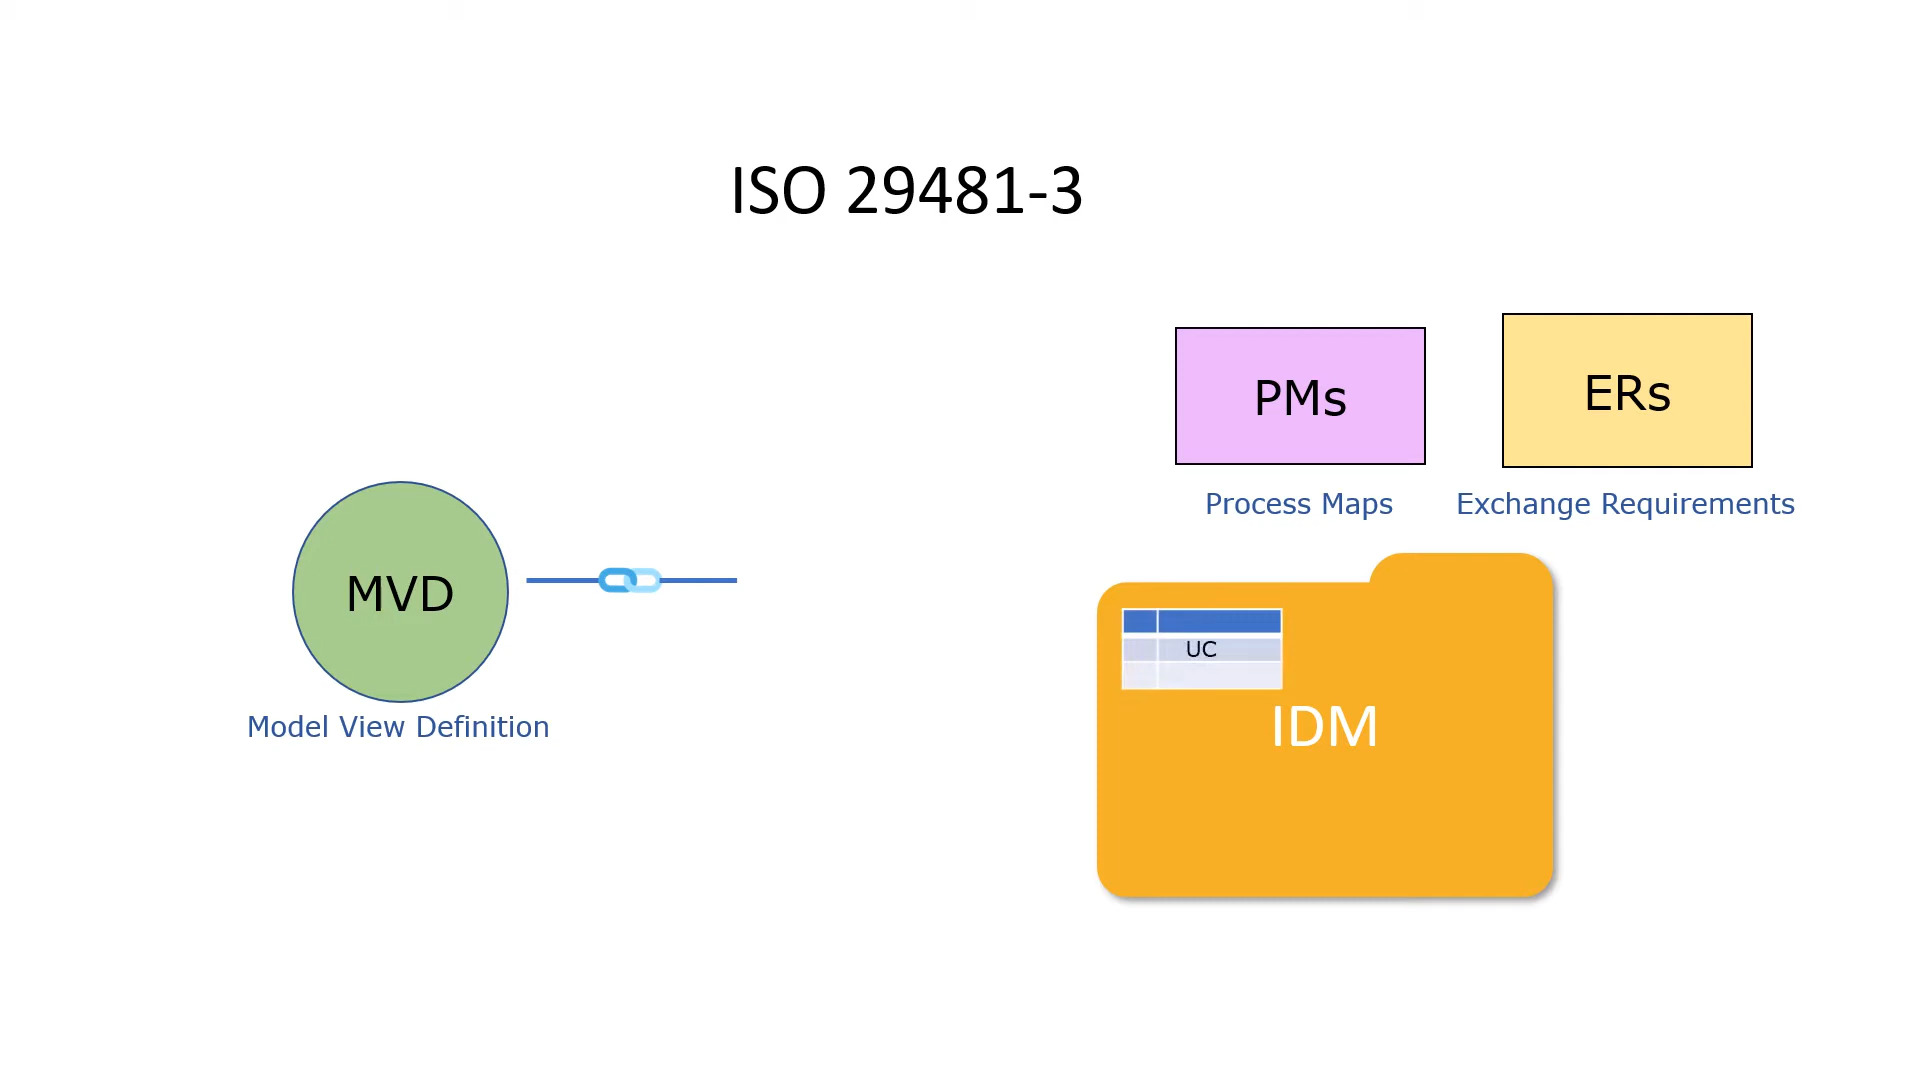 ISO 29481-3
PMs
ERs
Process Maps
Exchange Requirements
MVD
Model View Definition
UC
IDM